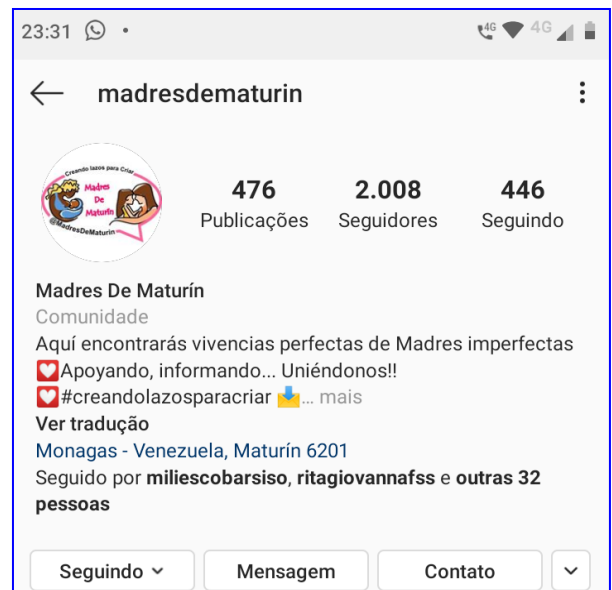 23:31
4G 4G
madresdematurin
Creando lazos para Criar
Madres
De
Maturín
@MadresDeMaturin
476 2.008 446
Publicações Seguidores Seguindo
Madres De Maturín
Comunidade
Aquí encontrarás vivencias perfectas de Madres imperfectas
Apoyando, informando... Uniéndonos!!
#creandolazosparacriar ... mais
Ver tradução
Monagas - Venezuela, Maturín 6201
Seguido por miliescobarsiso, ritagiovannafss e outras 32
pessoas
Seguindo Mensagem Contato